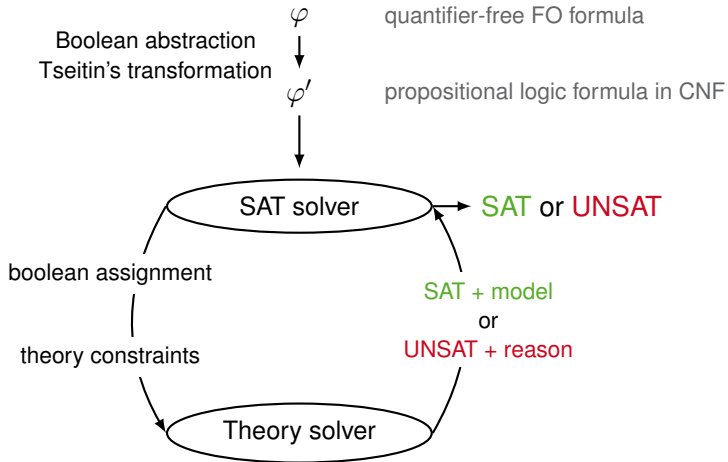 φ quantifier-free FO formula
Boolean abstraction
Tseitin's transformation
φ′ propositional logic formula in CNF
SAT solver
SAT or UNSAT
boolean assignment
theory constraints
SAT + model
or
UNSAT + reason
Theory solver